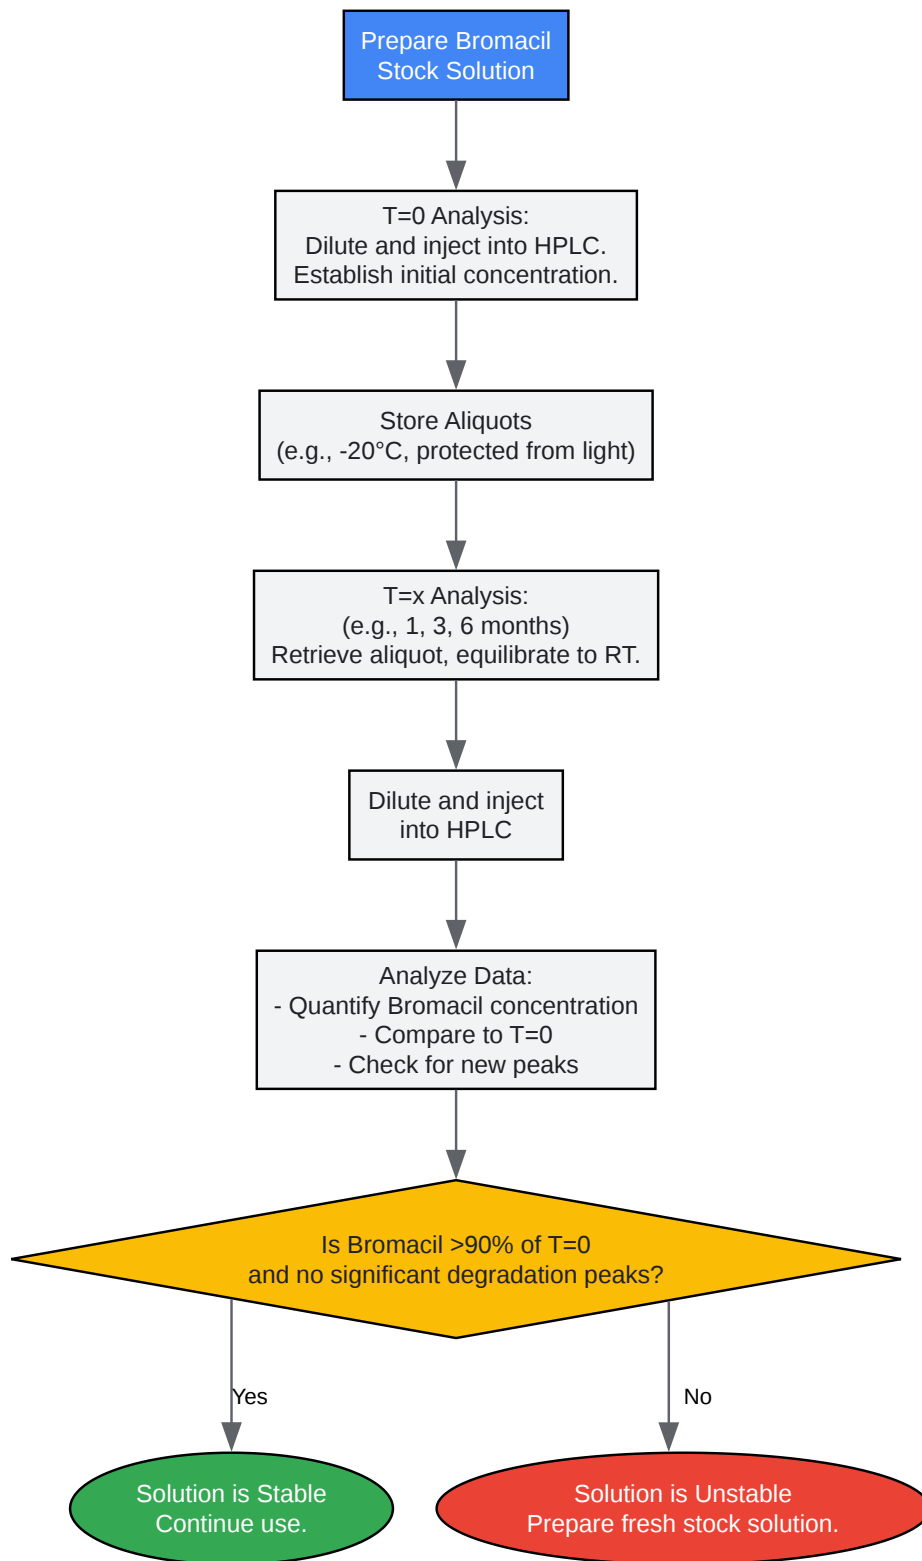 Prepare Bromacil
Stock Solution
T=0 Analysis:
Dilute and inject into HPLC.
Establish initial concentration.
Store Aliquots
(e.g., -20°C, protected from light)
T=x Analysis:
(e.g., 1, 3, 6 months)
Retrieve aliquot, equilibrate to RT.
Dilute and inject
into HPLC
Analyze Data:
- Quantify Bromacil concentration
- Compare to T=0
- Check for new peaks
Is Bromacil >90% of T=0
and no significant degradation peaks?
Yes
No
Solution is Stable
Continue use.
Solution is Unstable
Prepare fresh stock solution.